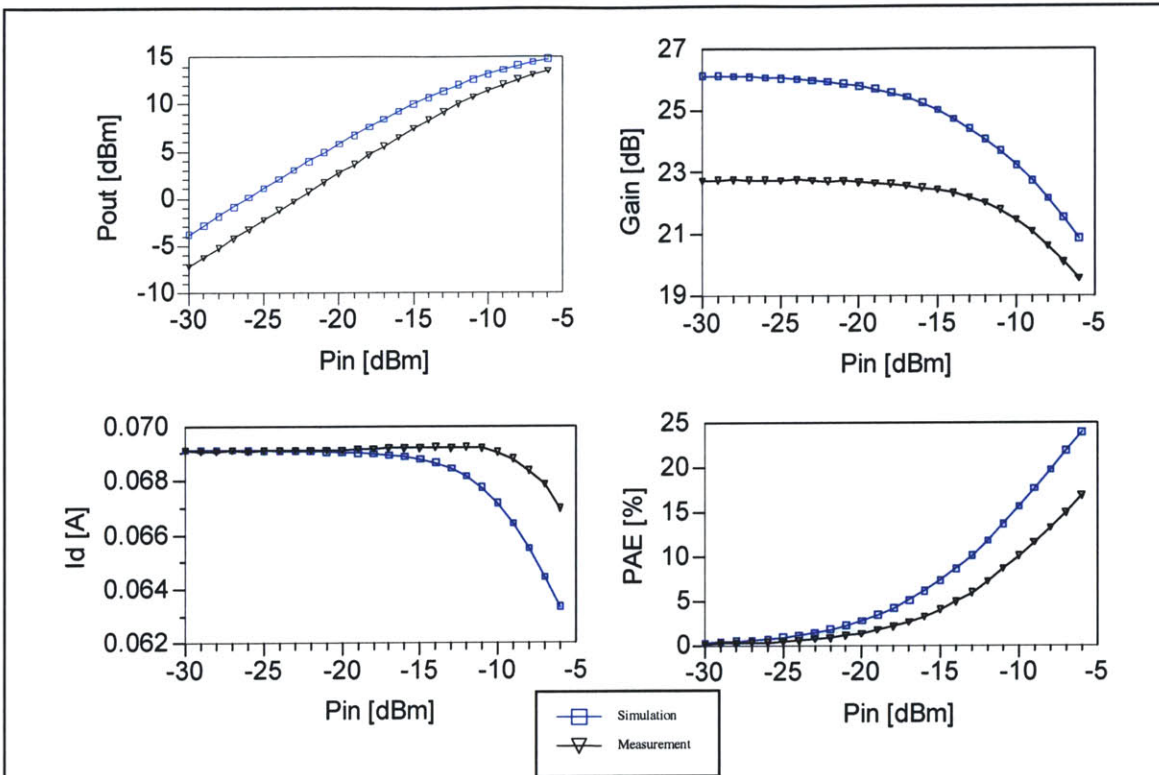 15
10
5
0
-5
-10
Pout [dBm]
-30 -25 -20 -15 -10 -5
Pin [dBm]
27
25
23
21
19
Gain [dB]
-30 -25 -20 -15 -10 -5
Pin [dBm]
0.070
0.068
0.066
0.064
0.062
Id [A]
-30 -25 -20 -15 -10 -5
Pin [dBm]
25
20
15
10
5
0
PAE [%]
-30 -25 -20 -15 -10 -5
Pin [dBm]
Simulation
Measurement